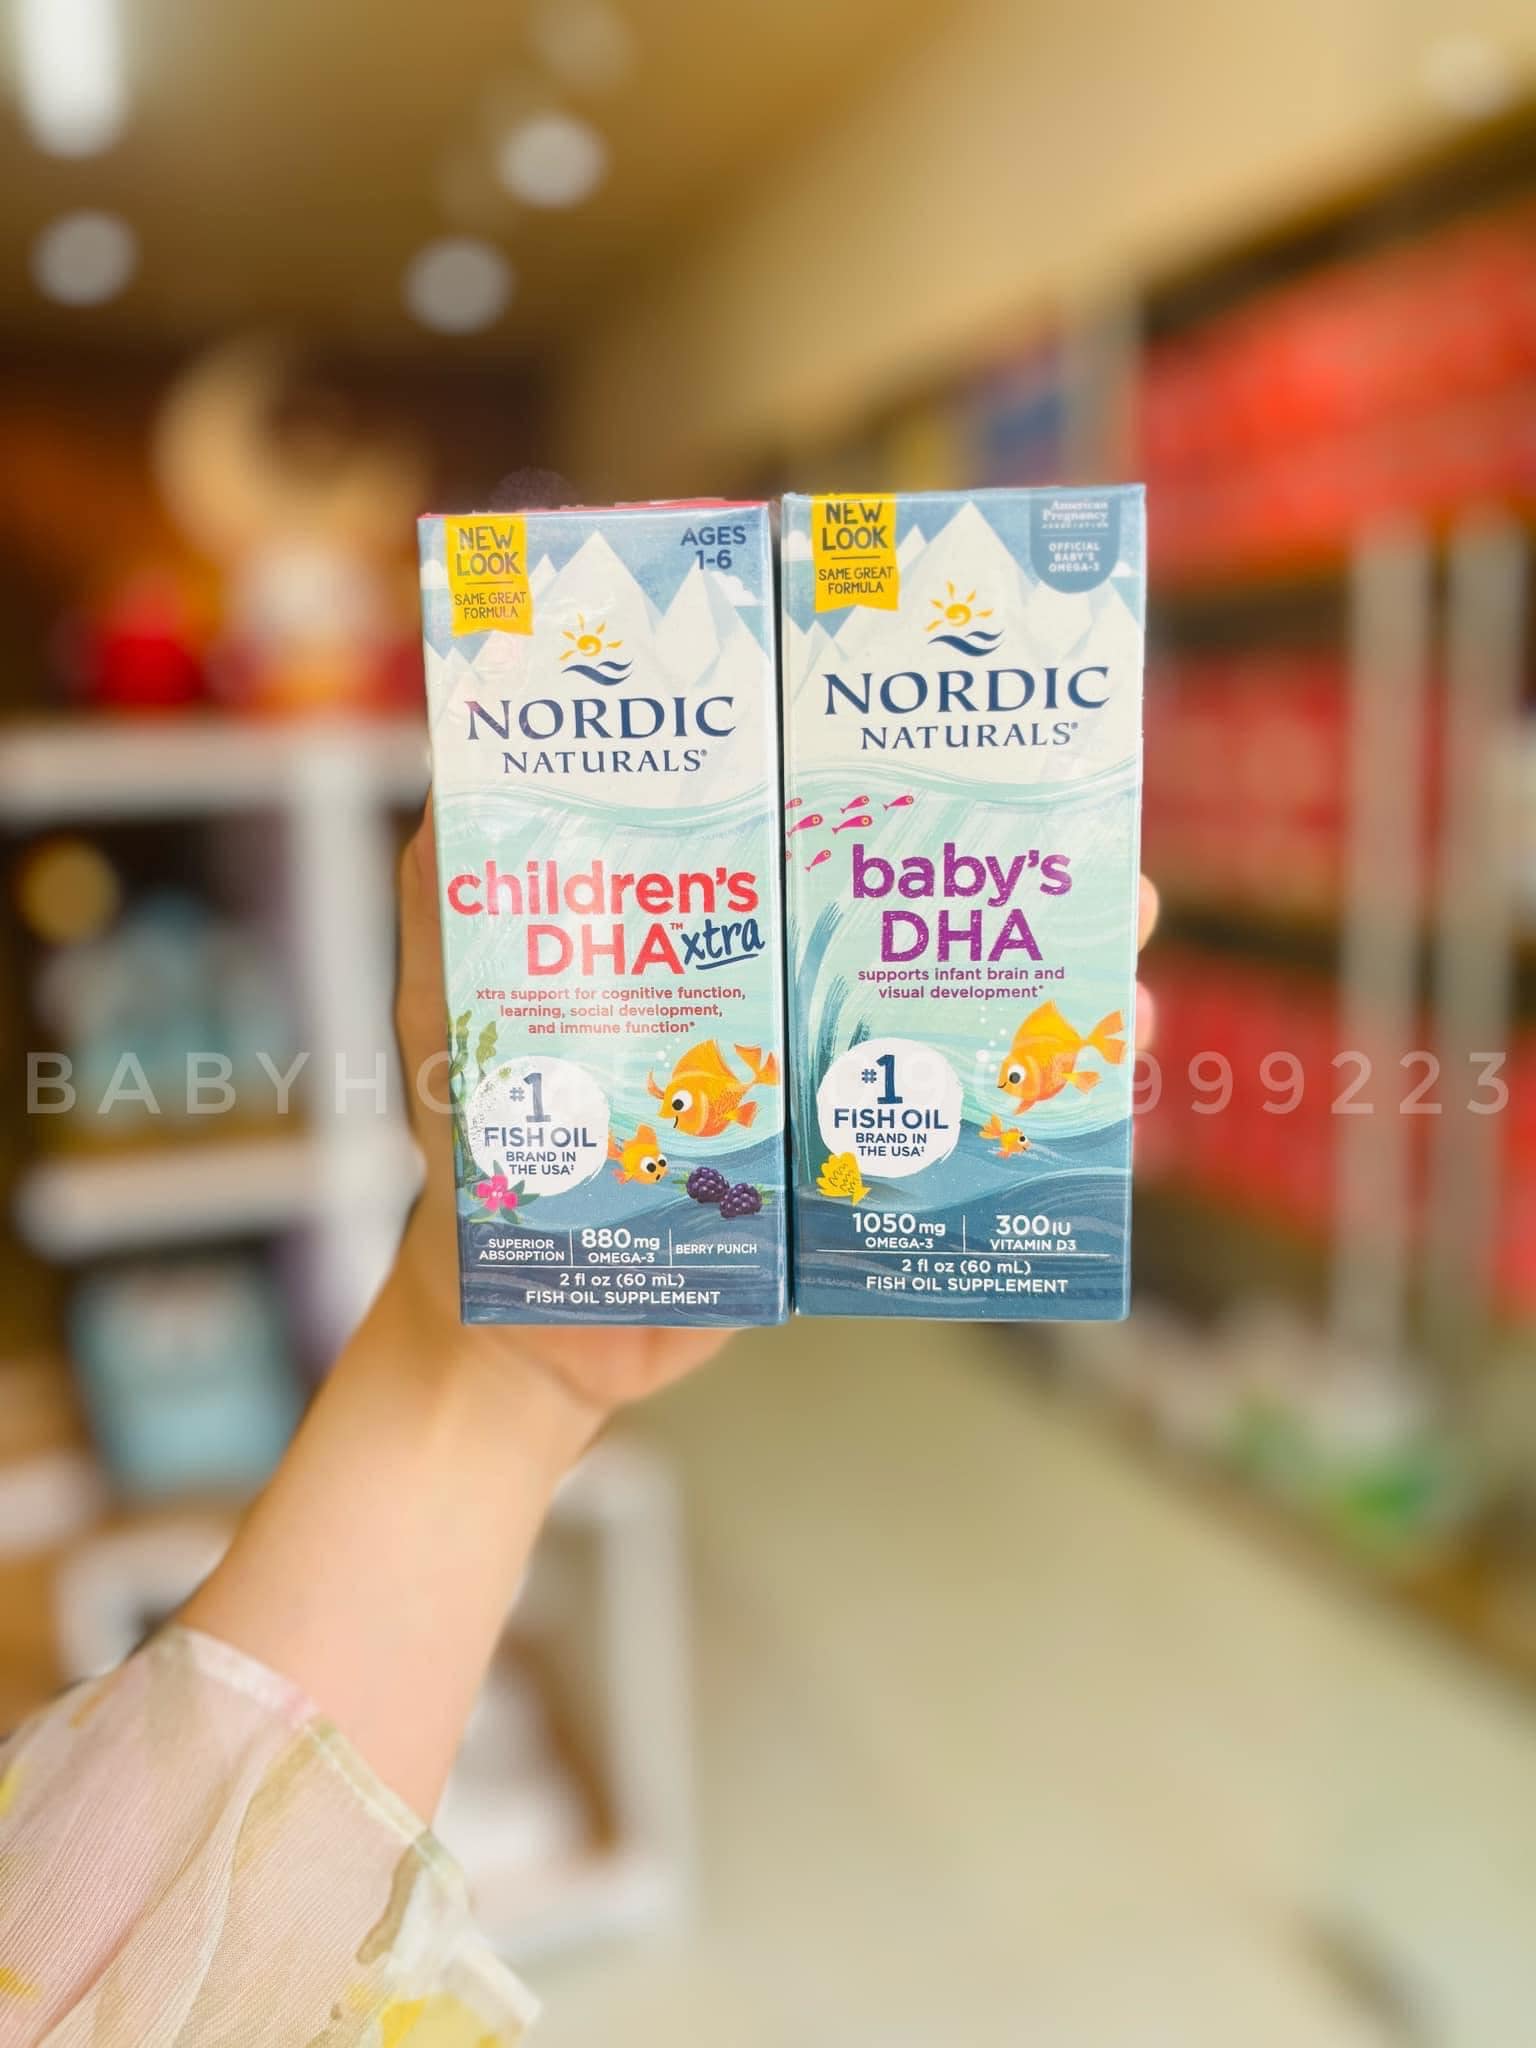 NEW
LOOK
SAME GREAT
FORMULA
AGES
1-6
NORDIC
NATURALS®
children's
DHA™ xtra
xtra support for cognitive function,
learning, social development,
and immune function*
#1
FISH OIL
BRAND IN
THE USA‡
SUPERIOR
ABSORPTION
880mg
OMEGA-3
BERRY PUNCH
2 fl oz (60 mL)
FISH OIL SUPPLEMENT
NEW
LOOK
SAME GREAT
FORMULA
American
Pregnancy
ASSOCIATION
OFFICIAL
BABY'S
OMEGA-3
NORDIC
NATURALS®
baby's
DHA
supports infant brain and
visual development*
#1
FISH OIL
BRAND IN
THE USA‡
1050mg
OMEGA-3
300IU
VITAMIN D3
2 fl oz (60 mL)
FISH OIL SUPPLEMENT